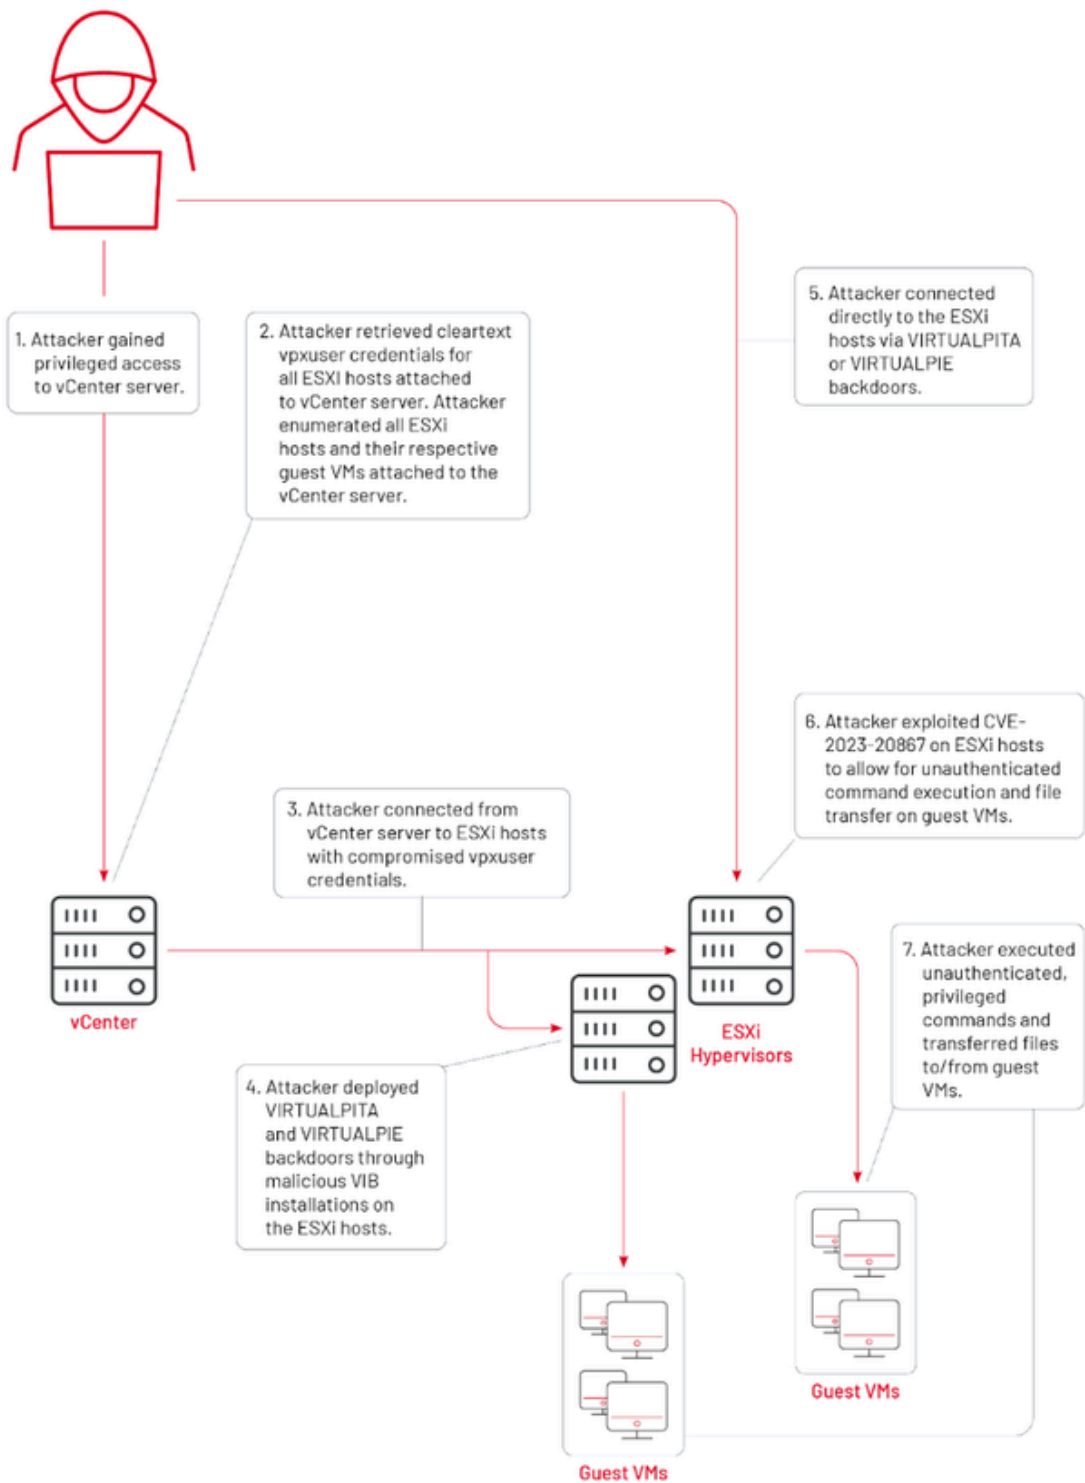 1. Attacker gained
privileged access
to vCenter server.
2. Attacker retrieved cleartext
vpxuser credentials for
all ESXI hosts attached
to vCenter server. Attacker
enumerated all ESXi
hosts and their respective
guest VMs attached to the
vCenter server.
5. Attacker connected
directly to the ESXi
hosts via VIRTUALPITA
or VIRTUALPIE
backdoors.
6. Attacker exploited CVE-
2023-20867 on ESXi hosts
to allow for unauthenticated
command execution and file
transfer on guest VMs.
3. Attacker connected from
vCenter server to ESXi hosts
with compromised vpxuser
credentials.
vCenter
ESXi
Hypervisors
7. Attacker executed
unauthenticated,
privileged
commands and
transferred files
to/from guest
VMs.
4. Attacker deployed
VIRTUALPITA
and VIRTUALPIE
backdoors through
malicious VIB
installations on
the ESXi hosts.
Guest VMs
Guest VMs